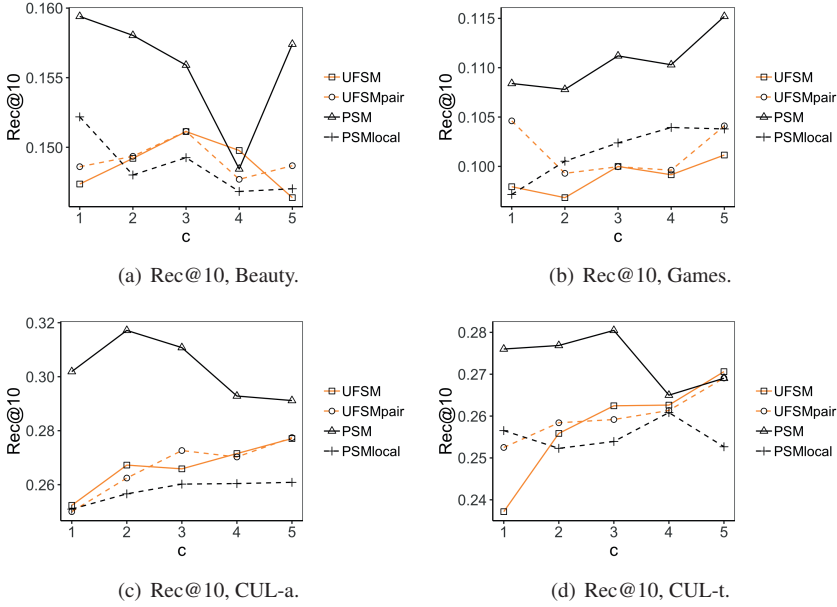 0.160
0.155
0.150
Rec@10
1 2 3 4 5
c
UFSM
UFSMpair
PSM
PSMlocal
(a) Rec@10, Beauty.
0.115
0.110
0.105
0.100
Rec@10
1 2 3 4 5
c
UFSM
UFSMpair
PSM
PSMlocal
(b) Rec@10, Games.
0.32
0.30
0.28
0.26
Rec@10
1 2 3 4 5
c
UFSM
UFSMpair
PSM
PSMlocal
(c) Rec@10, CUL-a.
0.28
0.27
0.26
0.25
0.24
Rec@10
1 2 3 4 5
c
UFSM
UFSMpair
PSM
PSMlocal
(d) Rec@10, CUL-t.